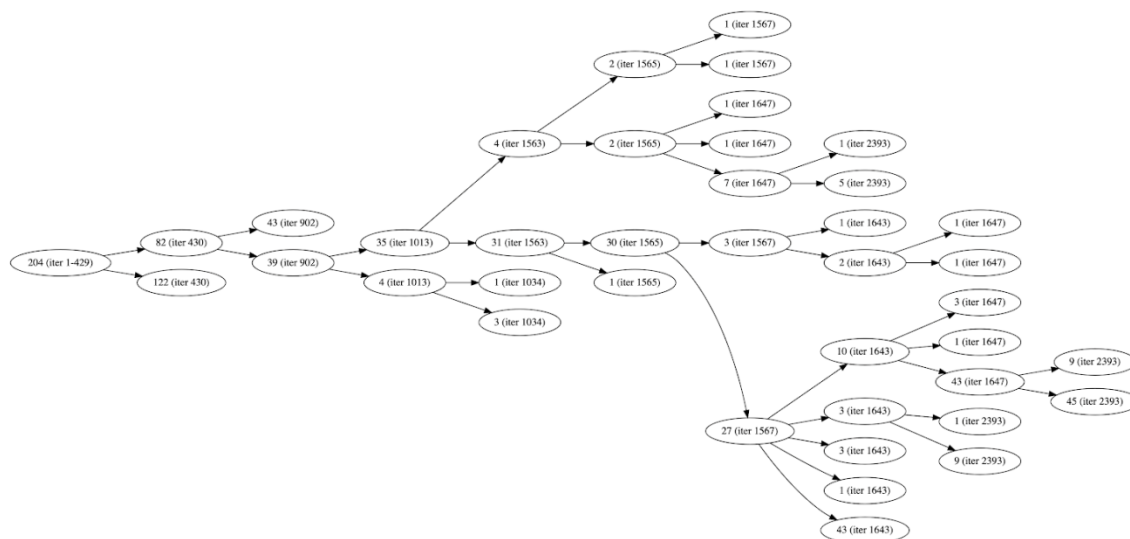 1 (iter 1567)
2 (iter 1565)
1 (iter 1567)
1 (iter 1647)
4 (iter 1563)
2 (iter 1565)
1 (iter 1647)
1 (iter 2393)
7 (iter 1647)
5 (iter 2393)
43 (iter 902)
1 (iter 1643)
1 (iter 1647)
82 (iter 430)
35 (iter 1013)
31 (iter 1563)
30 (iter 1565)
3 (iter 1567)
204 (iter 1-429)
39 (iter 902)
2 (iter 1643)
1 (iter 1647)
122 (iter 430)
4 (iter 1013)
1 (iter 1034)
1 (iter 1565)
3 (iter 1034)
3 (iter 1647)
10 (iter 1643)
1 (iter 1647)
9 (iter 2393)
43 (iter 1647)
45 (iter 2393)
27 (iter 1567)
3 (iter 1643)
1 (iter 2393)
3 (iter 1643)
9 (iter 2393)
1 (iter 1643)
43 (iter 1643)